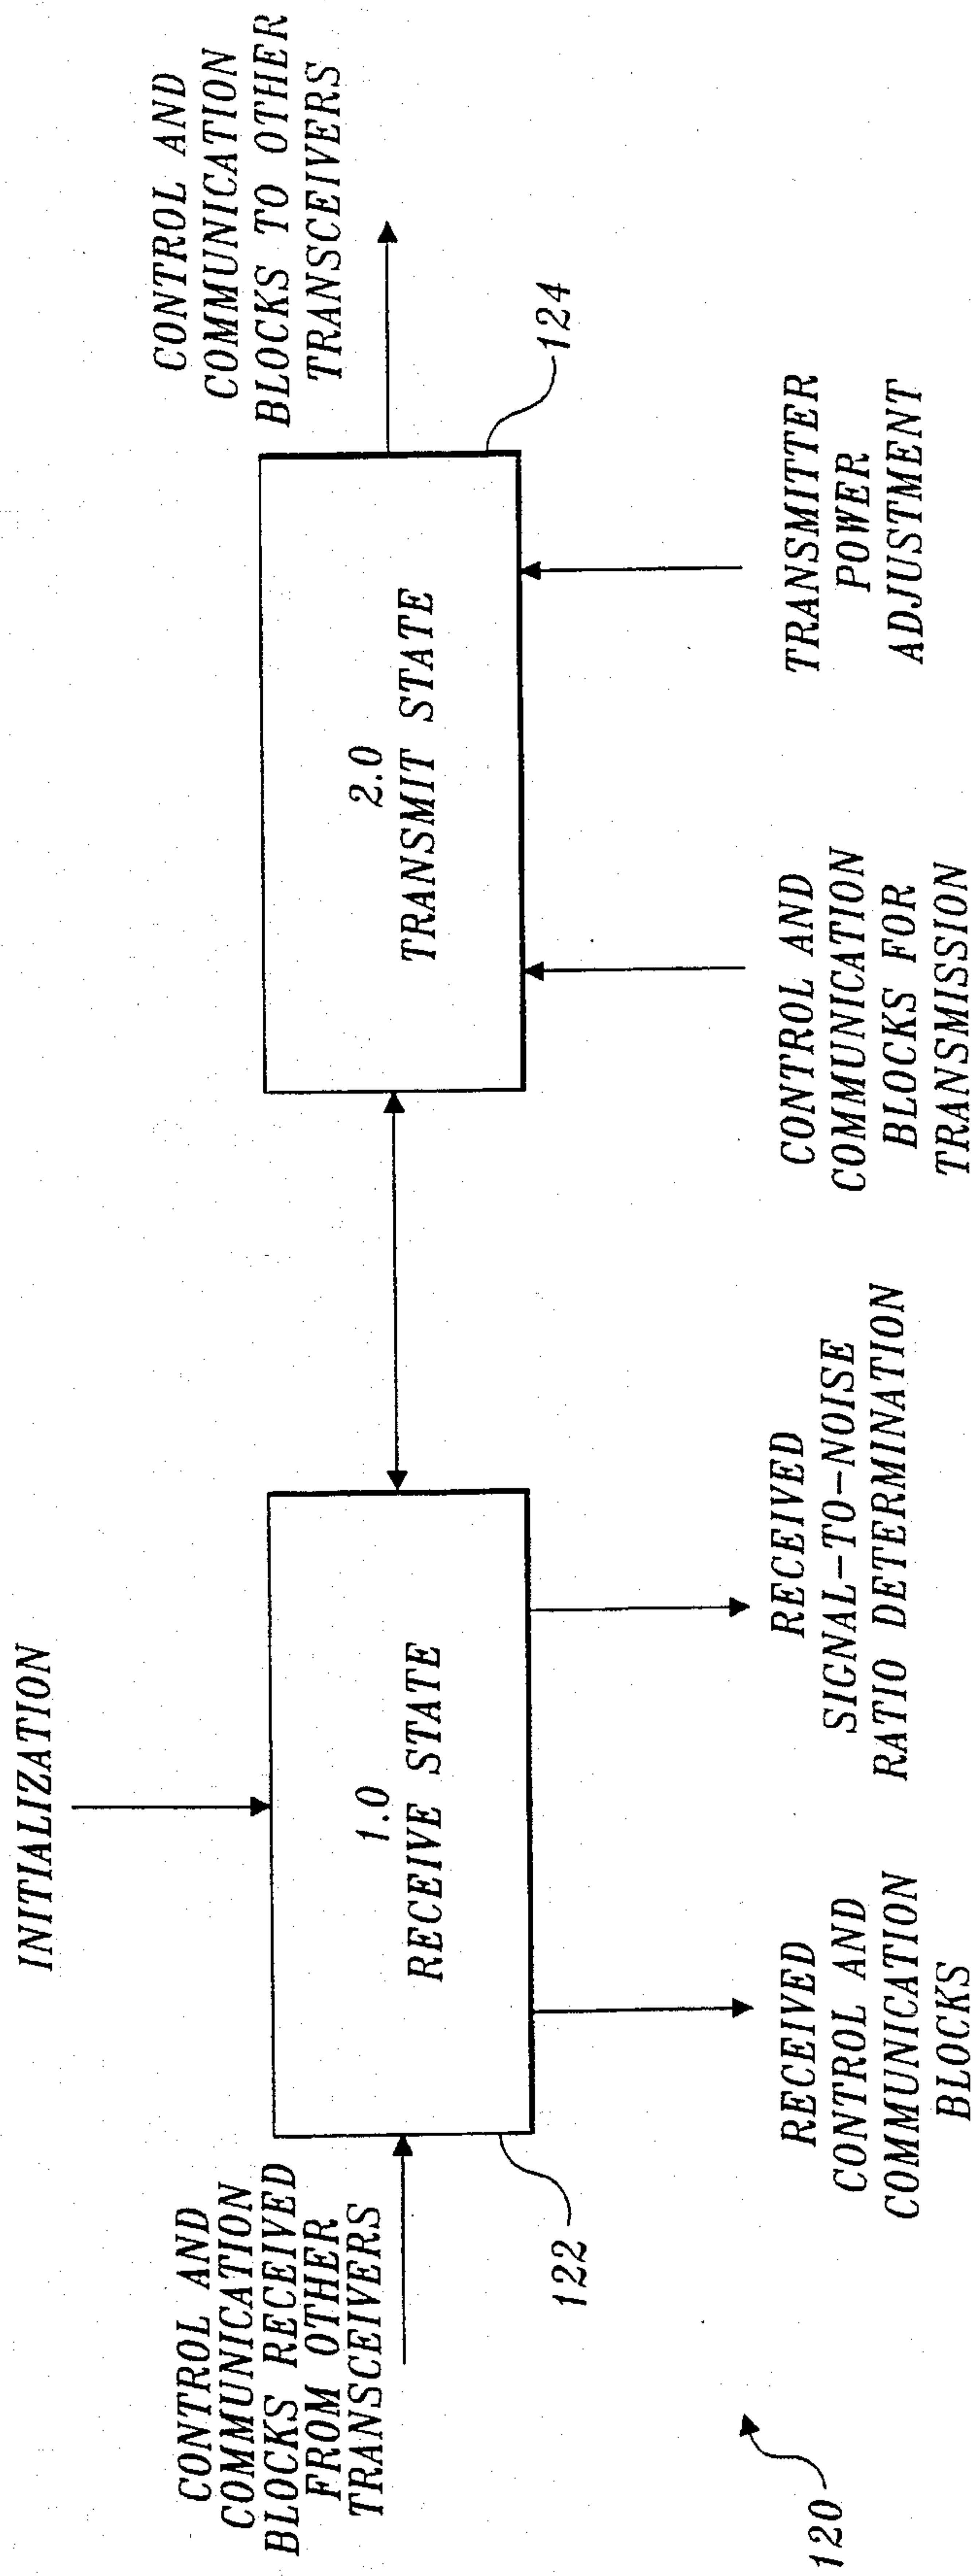 INITIALIZATION
CONTROL AND
COMMUNICATION
BLOCKS RECEIVED
FROM OTHER
TRANSCEIVERS
1.0
RECEIVE STATE
122
RECEIVED
CONTROL AND
COMMUNICATION
BLOCKS
RECEIVED
SIGNAL-TO-NOISE
RATIO DETERMINATION
2.0
TRANSMIT STATE
124
CONTROL AND
COMMUNICATION
BLOCKS TO OTHER
TRANSCEIVERS
CONTROL AND
COMMUNICATION
BLOCKS FOR
TRANSMISSION
TRANSMITTER
POWER
ADJUSTMENT
120